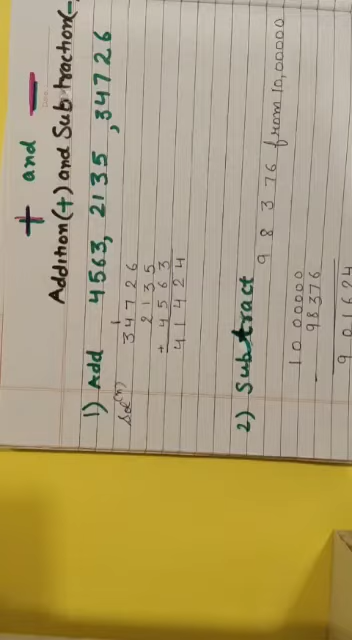 + and −
Addition(+) and Subtraction(−
1) Add 4563, 2135, 34726
Sol(n) 1
34726
2135
+ 4563
41424
2) Subtract
98376 from 10,00000
1000000
- 98376
901624